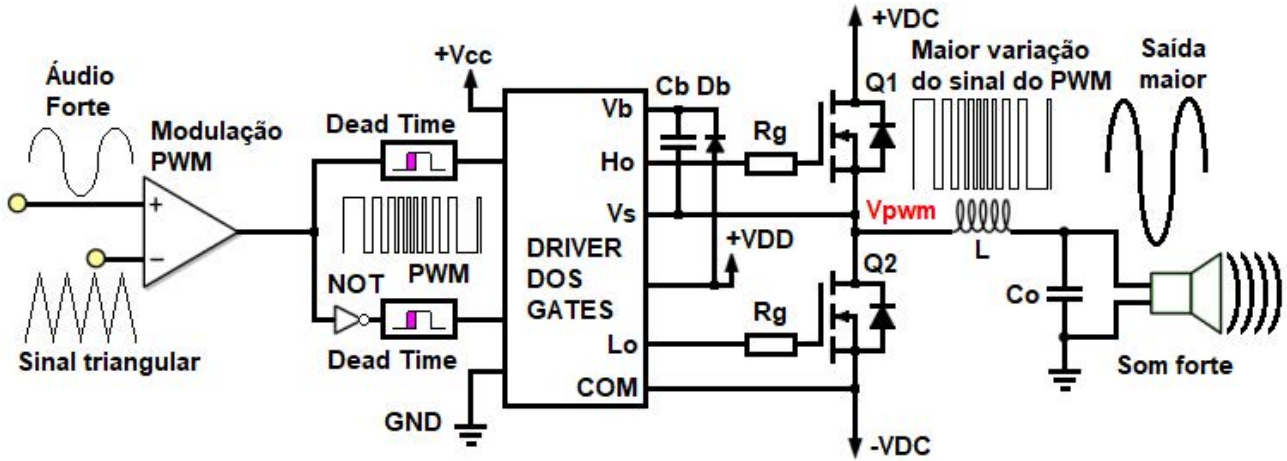 Áudio
Forte
Modulação
PWM
+
−
Sinal triangular
Dead Time
PWM
NOT
Dead Time
+Vcc
GND
DRIVER
DOS
GATES
Vb
Ho
Vs
Lo
COM
Cb Db
+VDD
Rg
Rg
+VDC
Q1
Vpwm
Q2
-VDC
Maior variação
do sinal do PWM
L
Co
Saída
maior
Som forte